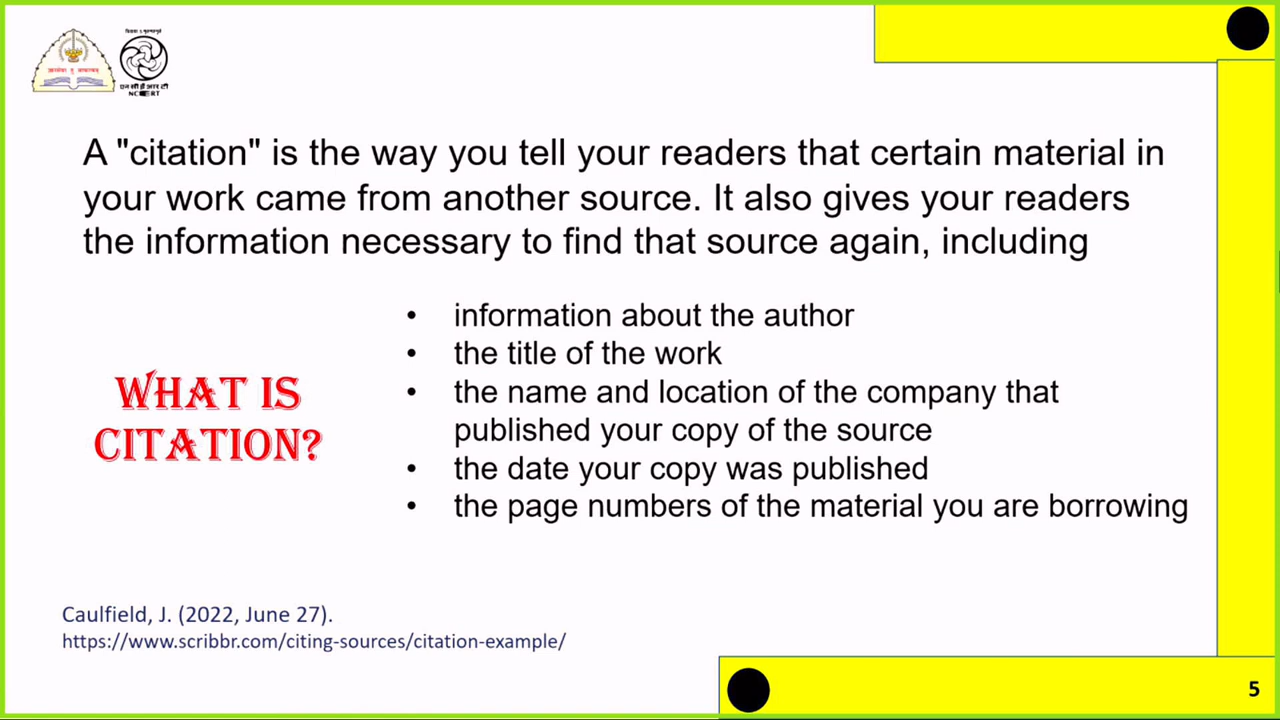 एन सी ई आर टी
NCERT
A "citation" is the way you tell your readers that certain material in
your work came from another source. It also gives your readers
the information necessary to find that source again, including
• information about the author
• the title of the work
• the name and location of the company that
published your copy of the source
• the date your copy was published
• the page numbers of the material you are borrowing
WHAT IS
CITATION?
Caulfield, J. (2022, June 27).
https://www.scribbr.com/citing-sources/citation-example/
5